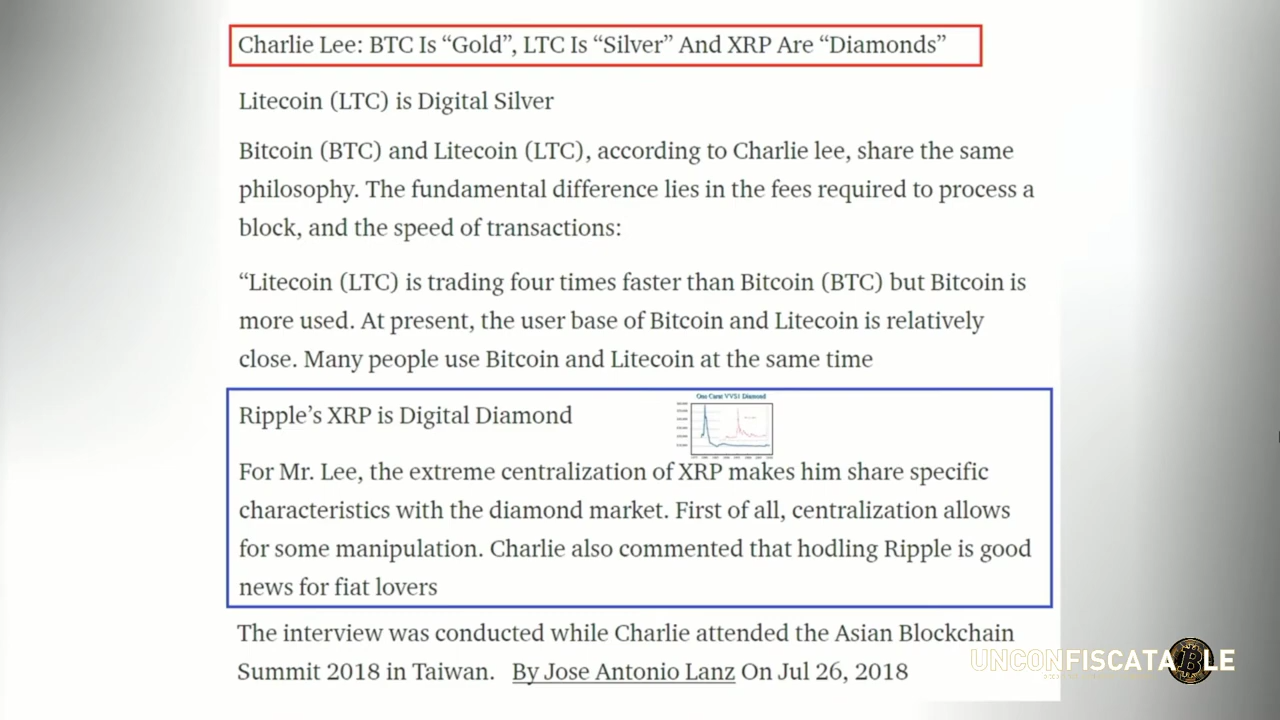 Charlie Lee: BTC Is “Gold”, LTC Is “Silver” And XRP Are “Diamonds”
Litecoin (LTC) is Digital Silver
Bitcoin (BTC) and Litecoin (LTC), according to Charlie lee, share the same
philosophy. The fundamental difference lies in the fees required to process a
block, and the speed of transactions:
“Litecoin (LTC) is trading four times faster than Bitcoin (BTC) but Bitcoin is
more used. At present, the user base of Bitcoin and Litecoin is relatively
close. Many people use Bitcoin and Litecoin at the same time
Ripple’s XRP is Digital Diamond
One Carat VVS1 Diamond
For Mr. Lee, the extreme centralization of XRP makes him share specific
characteristics with the diamond market. First of all, centralization allows
for some manipulation. Charlie also commented that hodling Ripple is good
news for fiat lovers
The interview was conducted while Charlie attended the Asian Blockchain
Summit 2018 in Taiwan. By Jose Antonio Lanz On Jul 26, 2018
UNCONFISCATABLE